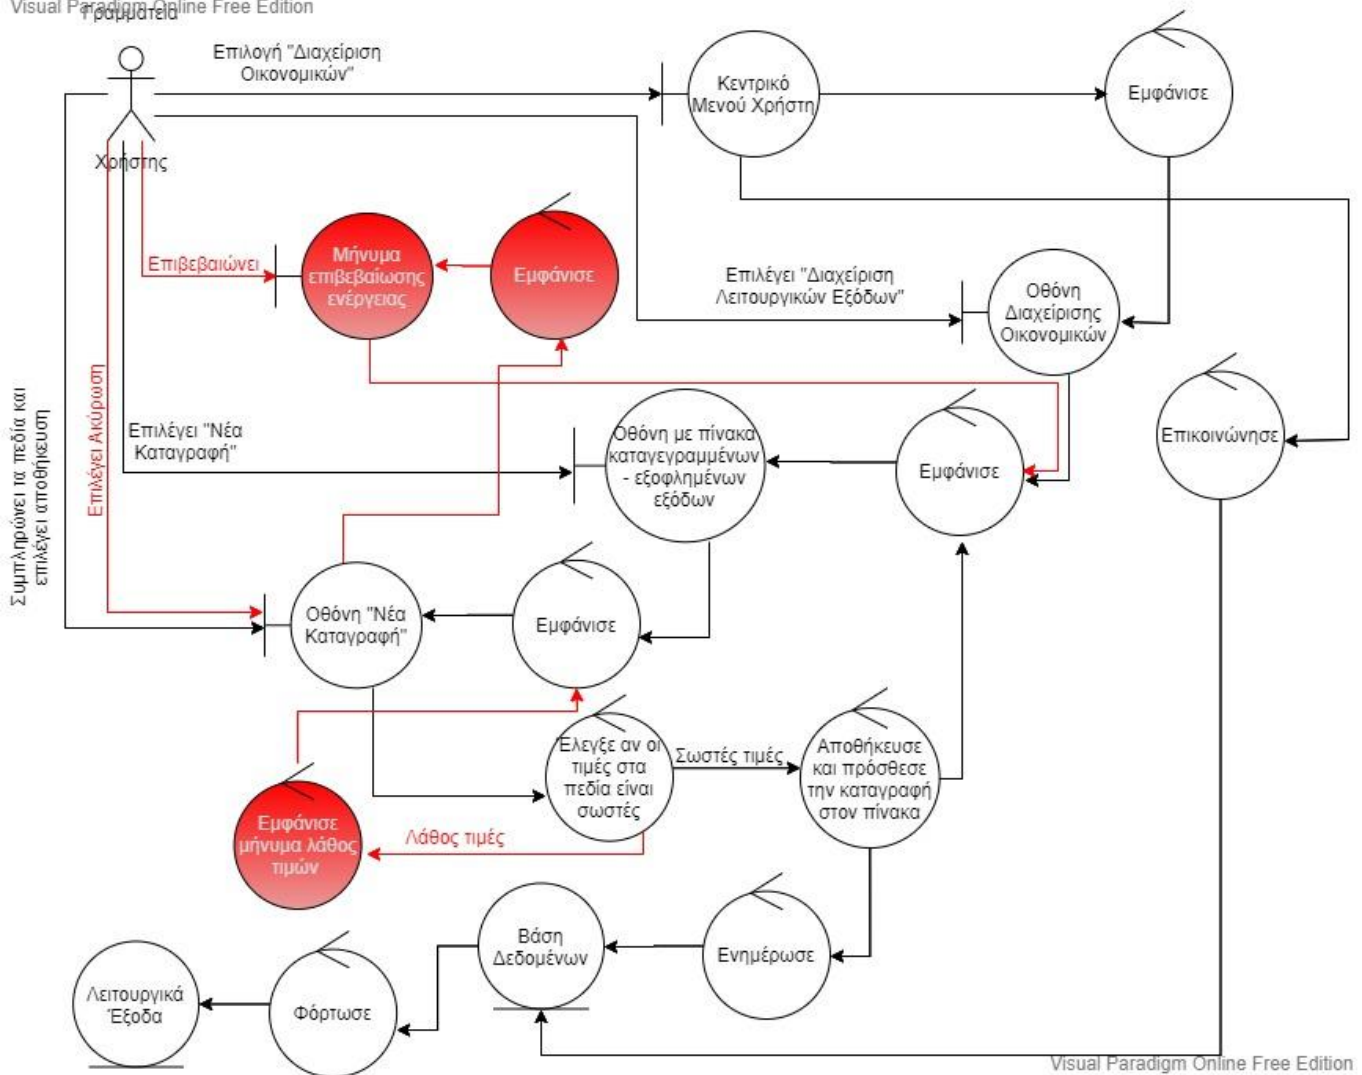 Visual Paradigm Online Free Edition
Γραμματεία
Επιλογή "Διαχείριση
Οικονομικών"
Κεντρικό
Μενού Χρήστη
Εμφάνισε
Χρήστης
Επιβεβαιώνει
Μήνυμα
επιβεβαίωσης
ενέργειας
Εμφάνισε
Επιλέγει "Διαχείριση
Λειτουργικών Εξόδων"
Οθόνη
Διαχείρισης
Οικονομικών
Συμπληρώνει τα πεδία και
επιλέγει αποθήκευση
Επιλέγει Ακύρωση
Επιλέγει "Νέα
Καταγραφή"
Οθόνη με πίνακα
καταγεγραμμένων
- εξοφλημένων
εξόδων
Εμφάνισε
Επικοινώνησε
Οθόνη "Νέα
Καταγραφή"
Εμφάνισε
Έλεγξε αν οι
τιμές στα
πεδία είναι
σωστές
Σωστές τιμές
Αποθήκευσε
και πρόσθεσε
την καταγραφή
στον πίνακα
Εμφάνισε
μήνυμα λάθος
τιμών
Λάθος τιμές
Βάση
Δεδομένων
Ενημέρωσε
Λειτουργικά
Έξοδα
Φόρτωσε
Visual Paradigm Online Free Edition